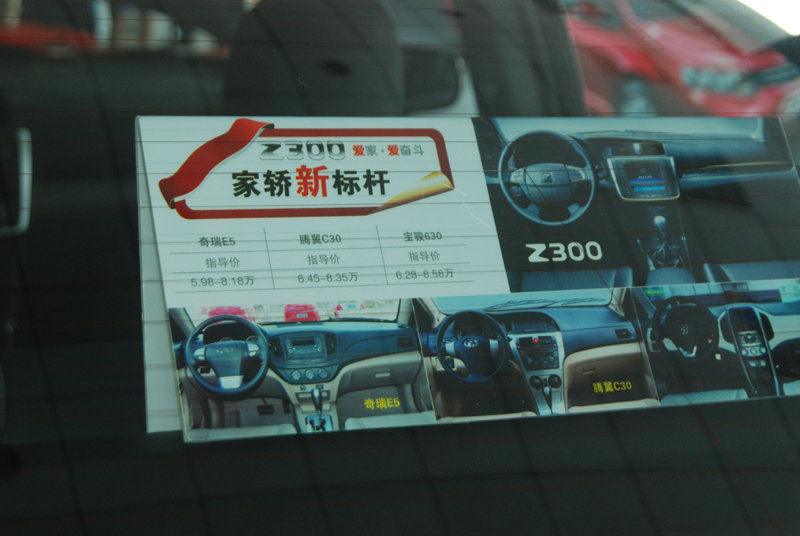 Z300 爱家·爱奋斗
家轿新标杆
奇瑞E5 腾翼C30 宝骏630
指导价 指导价 指导价
5.98-8.18万 6.45-8.35万 6.28-8.58万
Z300
奇瑞E5
腾翼C30